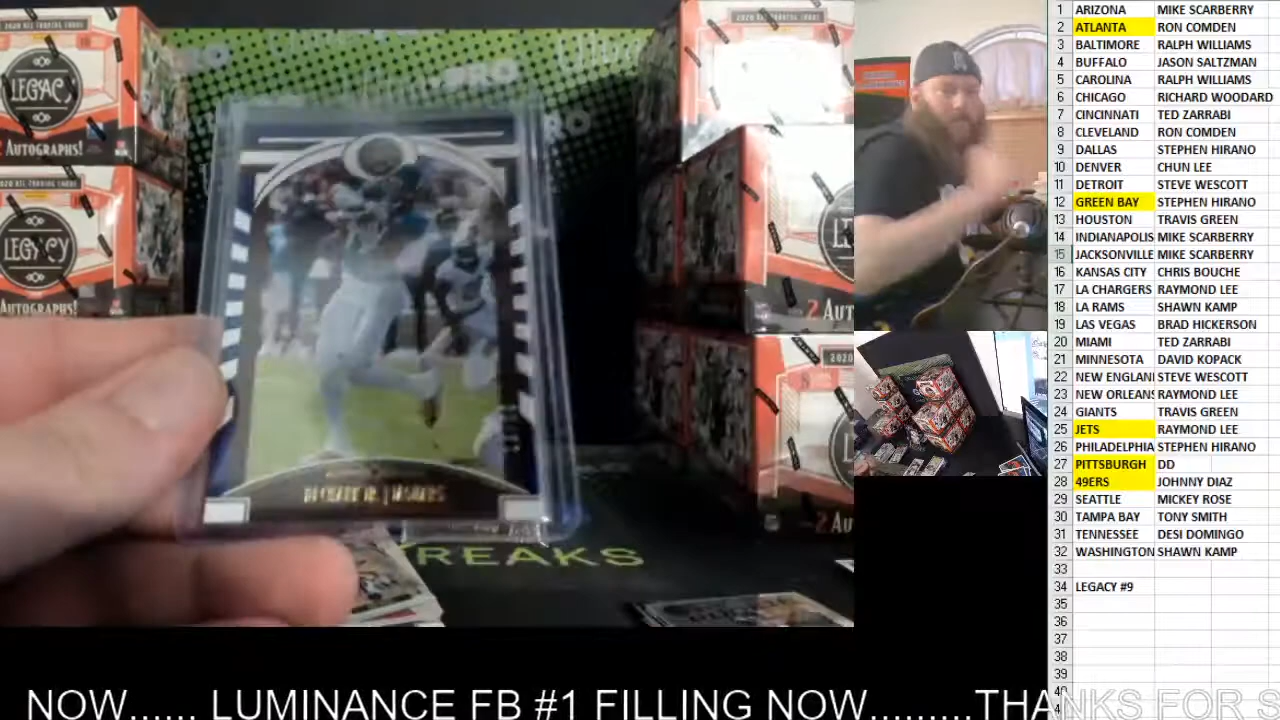 1 ARIZONA MIKE SCARBERRY
2 ATLANTA RON COMDEN
3 BALTIMORE RALPH WILLIAMS
4 BUFFALO JASON SALTZMAN
5 CAROLINA RALPH WILLIAMS
6 CHICAGO RICHARD WOODARD
7 CINCINNATI TED ZARRABI
8 CLEVELAND RON COMDEN
9 DALLAS STEPHEN HIRANO
10 DENVER CHUN LEE
11 DETROIT STEVE WESCOTT
12 GREEN BAY STEPHEN HIRANO
13 HOUSTON TRAVIS GREEN
14 INDIANAPOLIS MIKE SCARBERRY
15 JACKSONVILLE MIKE SCARBERRY
16 KANSAS CITY CHRIS BOUCHE
17 LA CHARGERS RAYMOND LEE
18 LA RAMS SHAWN KAMP
19 LAS VEGAS BRAD HICKERSON
20 MIAMI TED ZARRABI
21 MINNESOTA DAVID KOPACK
22 NEW ENGLAN STEVE WESCOTT
23 NEW ORLEANS RAYMOND LEE
24 GIANTS TRAVIS GREEN
25 JETS RAYMOND LEE
26 PHILADELPHIA STEPHEN HIRANO
27 PITTSBURGH DD
28 49ERS JOHNNY DIAZ
29 SEATTLE MICKEY ROSE
30 TAMPA BAY TONY SMITH
31 TENNESSEE DESI DOMINGO
32 WASHINGTON SHAWN KAMP
33
34 LEGACY #9
35
36
37
38
39
40
LEGAC
AUTOGRAPHS!
LEGACY
AUTOGRAPHS!
2 Aut
2020
2 Au
REAKS
NOW...... LUMINANCE FB #1 FILLING NOW.........THANKS FOR S